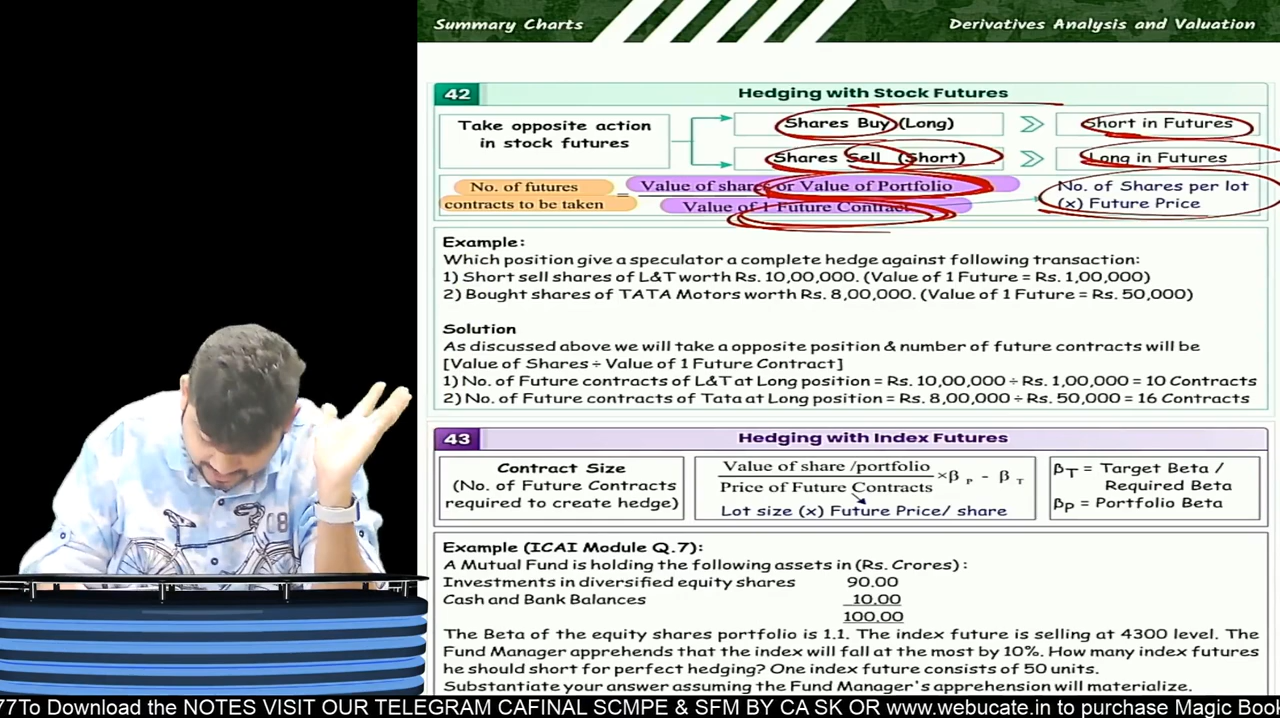 Summary Charts
Derivatives Analysis and Valuation
42
Hedging with Stock Futures
Take opposite action
in stock futures
Shares Buy (Long)
Short in Futures
Shares Sell (Short)
Long in Futures
No. of futures
contracts to be taken
=
Value of shares or Value of Portfolio
Value of 1 Future Contract
No. of Shares per lot
(x) Future Price
Example:
Which position give a speculator a complete hedge against following transaction:
1) Short sell shares of L&T worth Rs. 10,00,000. (Value of 1 Future = Rs. 1,00,000)
2) Bought shares of TATA Motors worth Rs. 8,00,000. (Value of 1 Future = Rs. 50,000)
Solution
As discussed above we will take a opposite position & number of future contracts will be
[Value of Shares ÷ Value of 1 Future Contract]
1) No. of Future contracts of L&T at Long position = Rs. 10,00,000 ÷ Rs. 1,00,000 = 10 Contracts
2) No. of Future contracts of Tata at Long position = Rs. 8,00,000 ÷ Rs. 50,000 = 16 Contracts
43
Hedging with Index Futures
Contract Size
(No. of Future Contracts
required to create hedge)
Value of share /portfolio
Price of Future Contracts
×β P - β T
Lot size (x) Future Price/ share
βT = Target Beta /
Required Beta
βP = Portfolio Beta
Example (ICAI Module Q.7):
A Mutual Fund is holding the following assets in (Rs. Crores) :
Investments in diversified equity shares 90.00
Cash and Bank Balances 10.00
100.00
The Beta of the equity shares portfolio is 1.1. The index future is selling at 4300 level. The
Fund Manager apprehends that the index will fall at the most by 10%. How many index futures
he should short for perfect hedging? One index future consists of 50 units.
Substantiate your answer assuming the Fund Manager's apprehension will materialize.
08
77To Download the NOTES VISIT OUR TELEGRAM CAFINAL SCMPE & SFM BY CA SK OR www.webucate.in to purchase Magic Book